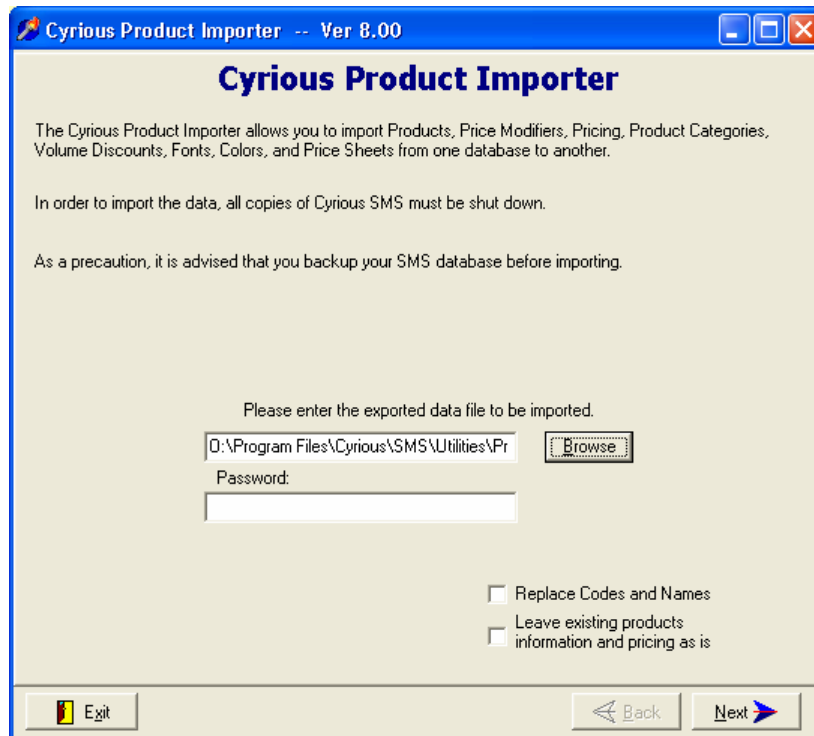 Cyrious Product Importer -- Ver 8.00
Cyrious Product Importer
The Cyrious Product Importer allows you to import Products, Price Modifiers, Pricing, Product Categories,
Volume Discounts, Fonts, Colors, and Price Sheets from one database to another.
In order to import the data, all copies of Cyrious SMS must be shut down.
As a precaution, it is advised that you backup your SMS database before importing.
Please enter the exported data file to be imported.
O:\Program Files\Cyrious\SMS\Utilities\Pr
Browse
Password:
Replace Codes and Names
Leave existing products
information and pricing as is
Exit
Back
Next